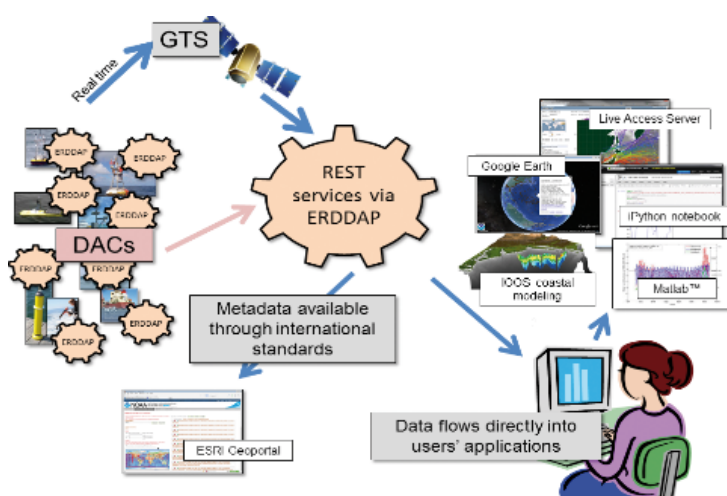 GTS
Real time
ERDDAP
ERDDAP
ERDDAP
ERDDAP
DACs
ERDDAP
ERDDAP
ERDDAP
ERDDAP
REST
services via
ERDDAP
Metadata available
through international
standards
ESRI Geoportal
Live Access Server
Google Earth
iPython notebook
IOOS coastal
modeling
Matlab™
Data flows directly into
users' applications